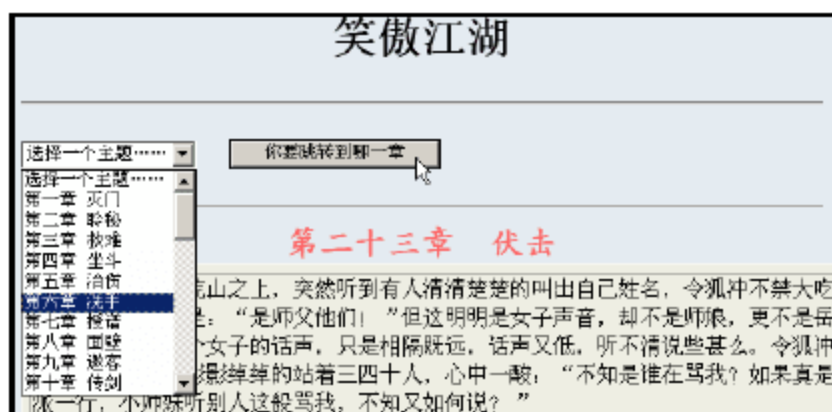 笑傲江湖
选择一个主题…… 你要跳转到哪一章
选择一个主题……
第一章 灭门
第二章 聆秘
第三章 救难
第四章 坐斗
第五章 治伤
第六章 洗手
第七章 授谱
第八章 面壁
第九章 邀客
第十章 传剑
第二十三章 伏击
荒山之上，突然听到有人清清楚楚的叫出自己姓名，令狐冲不禁大吃
是：“是师父他们！”但这明明是女子声音，却不是师娘，更不是岳
个女子的话声，只是相隔既远，话声又低，听不清说些甚么。令狐冲
影影绰绰的站着三四十人，心中一酸：“不知是谁在骂我？如果真是
一行，小师妹听别人这般骂我，不知又如何说？”